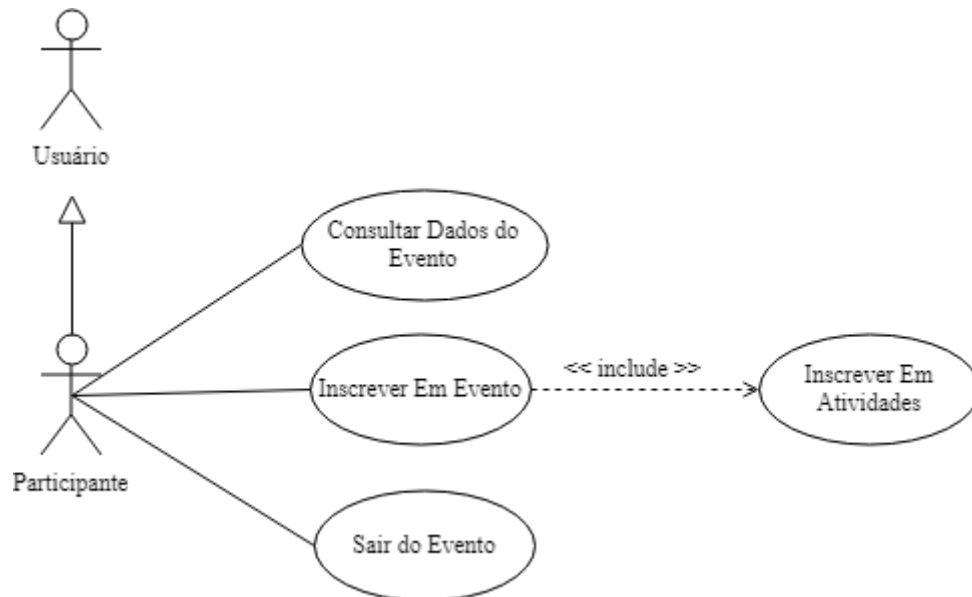 Usuário
Consultar Dados do
Evento
Inscrever Em Evento
<< include >>
Inscrever Em
Atividades
Participante
Sair do Evento